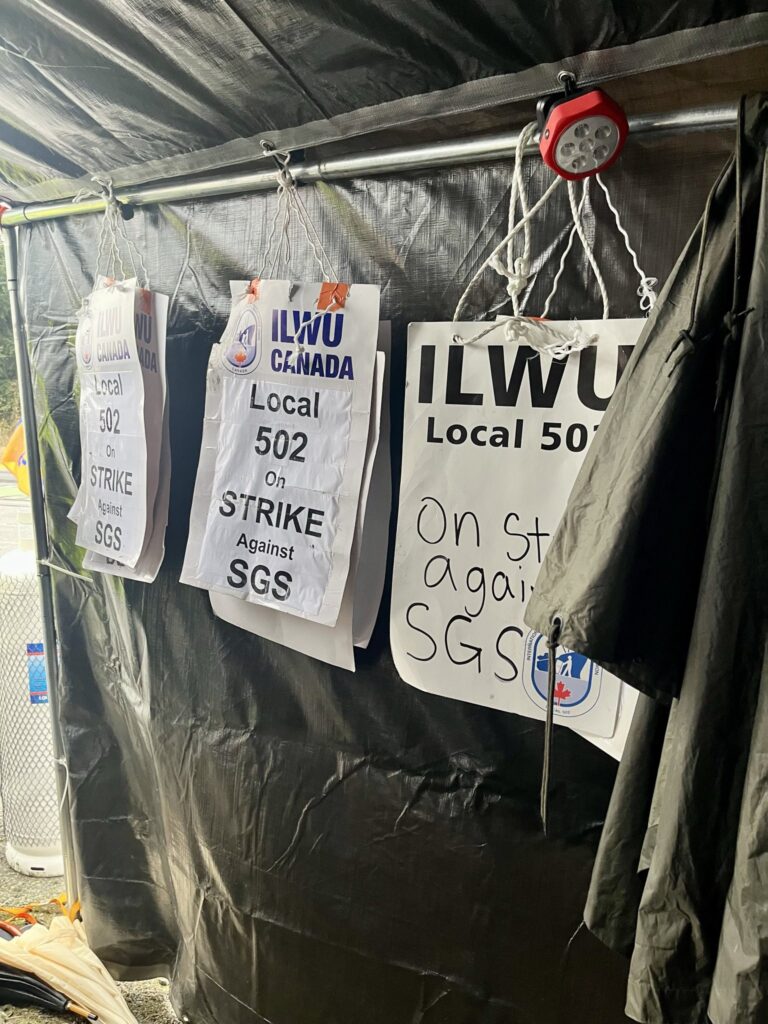 ILWU
CANADA
Local
502
On
STRIKE
Against
SGS
ILWU
CANADA
Local
502
On
STRIKE
Against
SGS
ILWU
Local 502
On St
agai
SGS